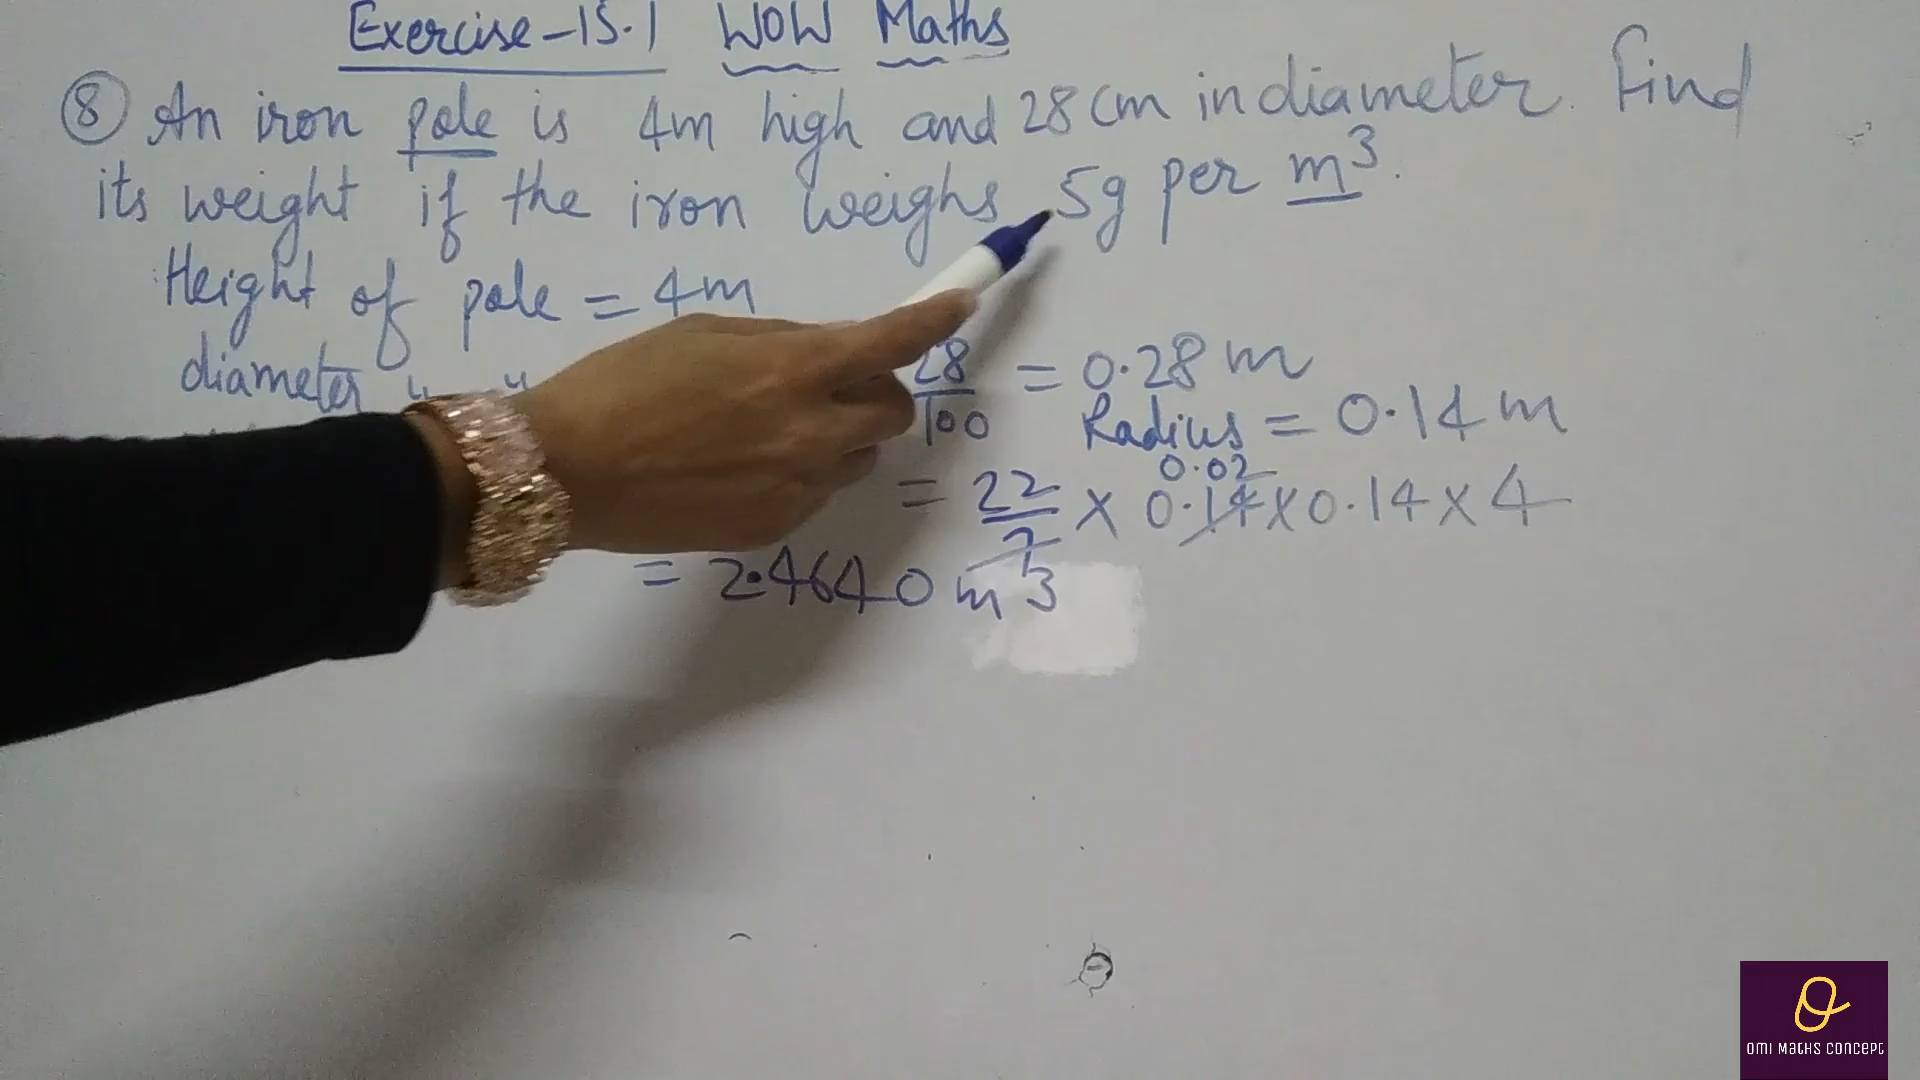 Exercise-15.1 WOW Maths
⑧ An iron pole is 4m high and 28cm in diameter. Find
its weight if the iron weighs 5g per m³.
Height of pole = 4m
diameter " "
28/100 = 0.28 m
Radius = 0.14 m
0.02
= 22/7 × 0.14 × 0.14 × 4
= 2.4640 m³
OMI MATHS CONCEPT